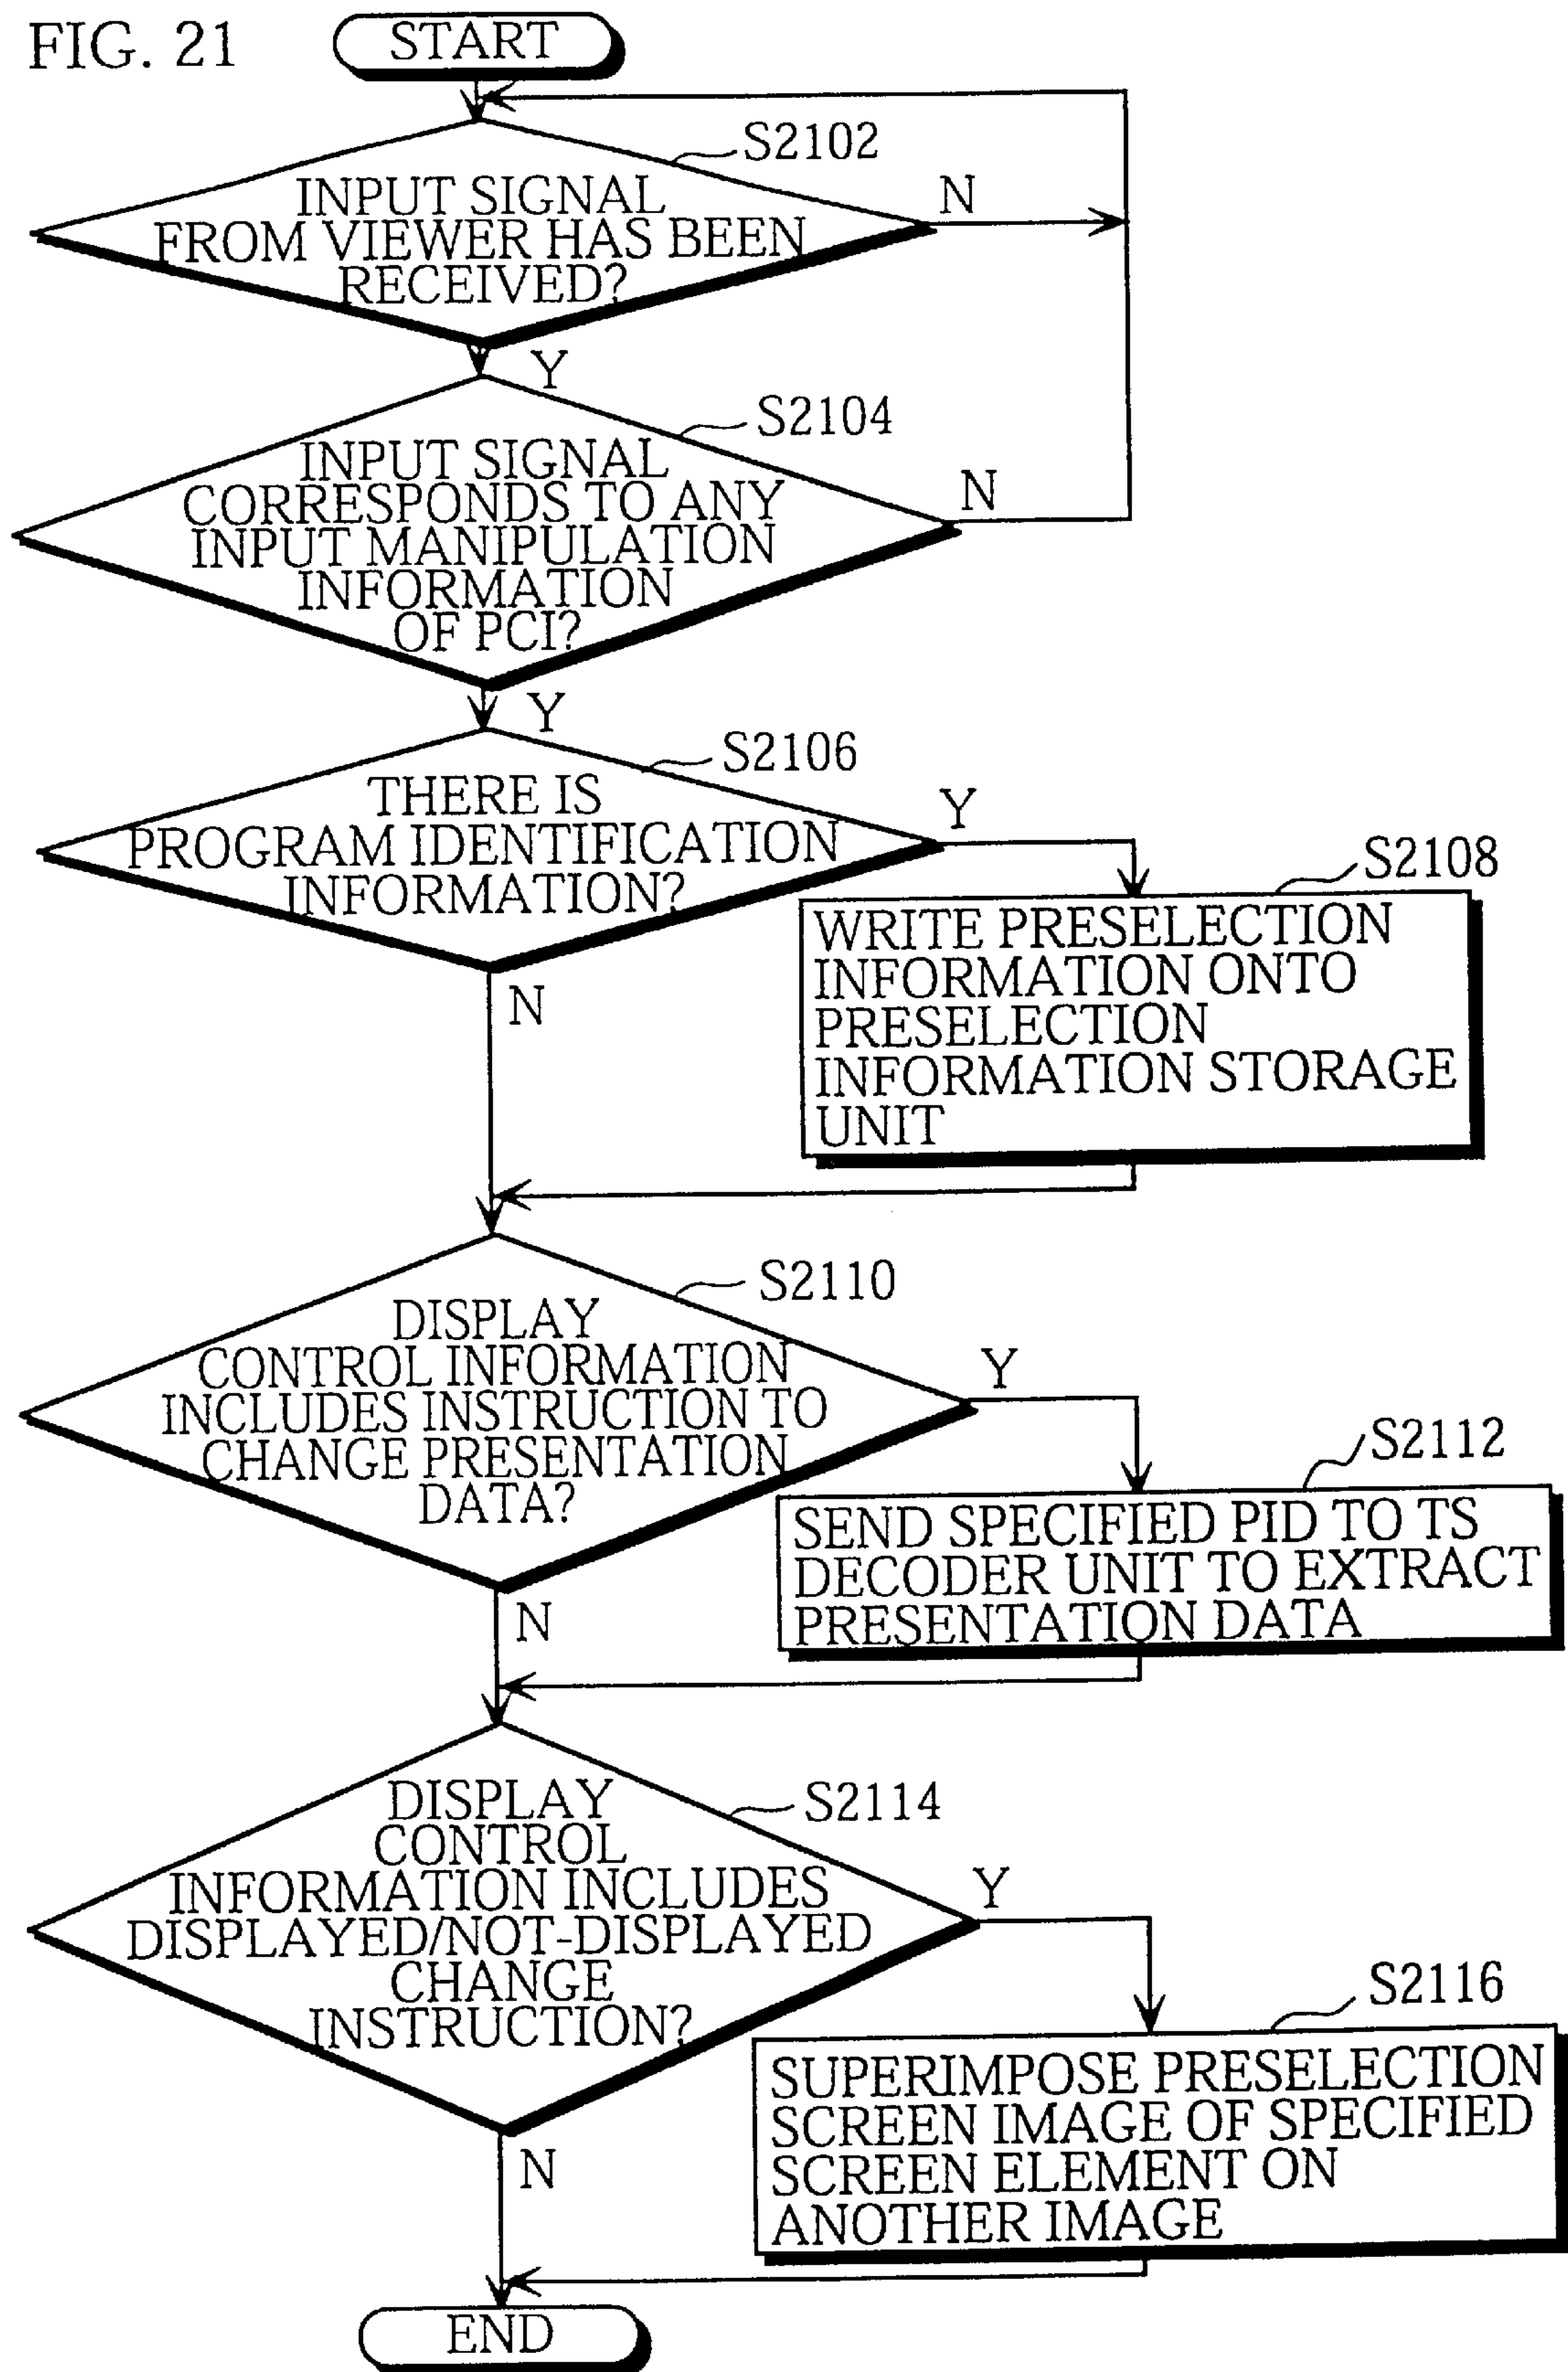 FIG. 21
START
S2102
INPUT SIGNAL
FROM VIEWER HAS BEEN
RECEIVED?
N
Y
S2104
INPUT SIGNAL
CORRESPONDS TO ANY
INPUT MANIPULATION
INFORMATION
OF PCI?
N
Y
S2106
THERE IS
PROGRAM IDENTIFICATION
INFORMATION?
Y
N
S2108
WRITE PRESELECTION
INFORMATION ONTO
PRESELECTION
INFORMATION STORAGE
UNIT
S2110
DISPLAY
CONTROL INFORMATION
INCLUDES INSTRUCTION TO
CHANGE PRESENTATION
DATA?
Y
N
S2112
SEND SPECIFIED PID TO TS
DECODER UNIT TO EXTRACT
PRESENTATION DATA
S2114
DISPLAY
CONTROL
INFORMATION INCLUDES
DISPLAYED/NOT-DISPLAYED
CHANGE
INSTRUCTION?
Y
N
S2116
SUPERIMPOSE PRESELECTION
SCREEN IMAGE OF SPECIFIED
SCREEN ELEMENT ON
ANOTHER IMAGE
END